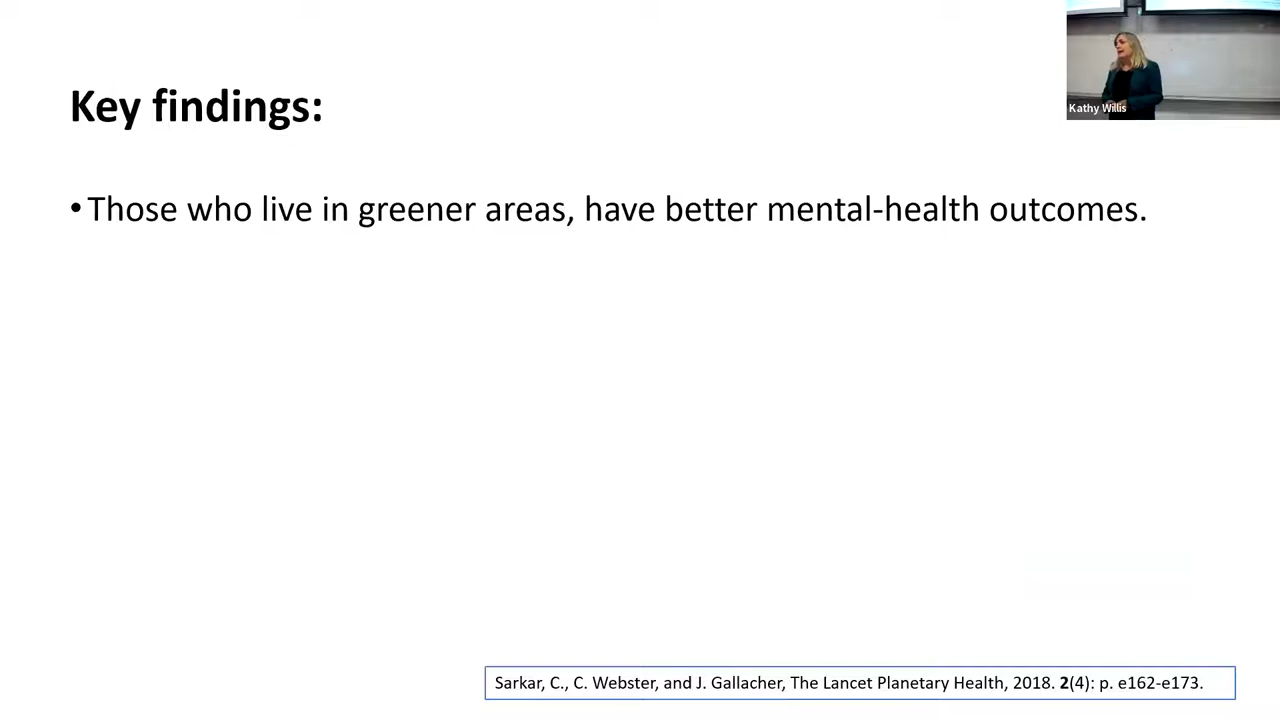 Kathy Willis
Key findings:
• Those who live in greener areas, have better mental-health outcomes.
Sarkar, C., C. Webster, and J. Gallacher, The Lancet Planetary Health, 2018. 2(4): p. e162-e173.